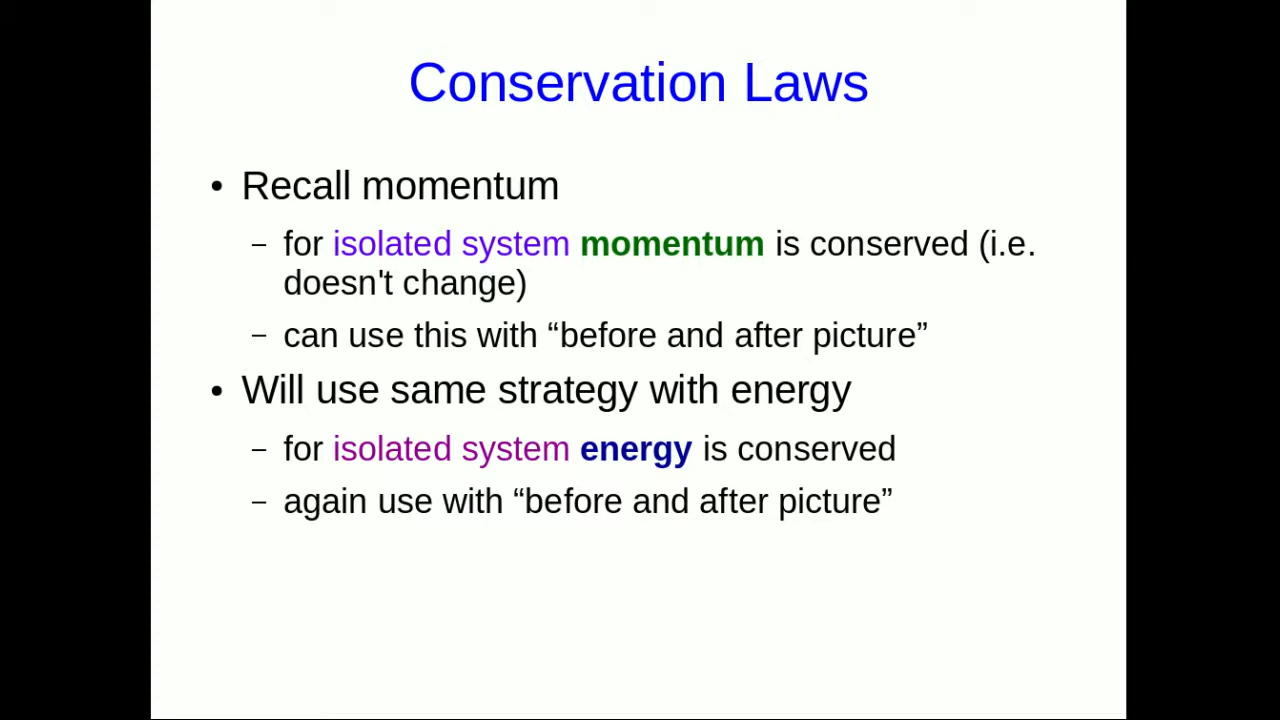 Conservation Laws
• Recall momentum
– for isolated system momentum is conserved (i.e.
doesn't change)
– can use this with “before and after picture”
• Will use same strategy with energy
– for isolated system energy is conserved
– again use with “before and after picture”